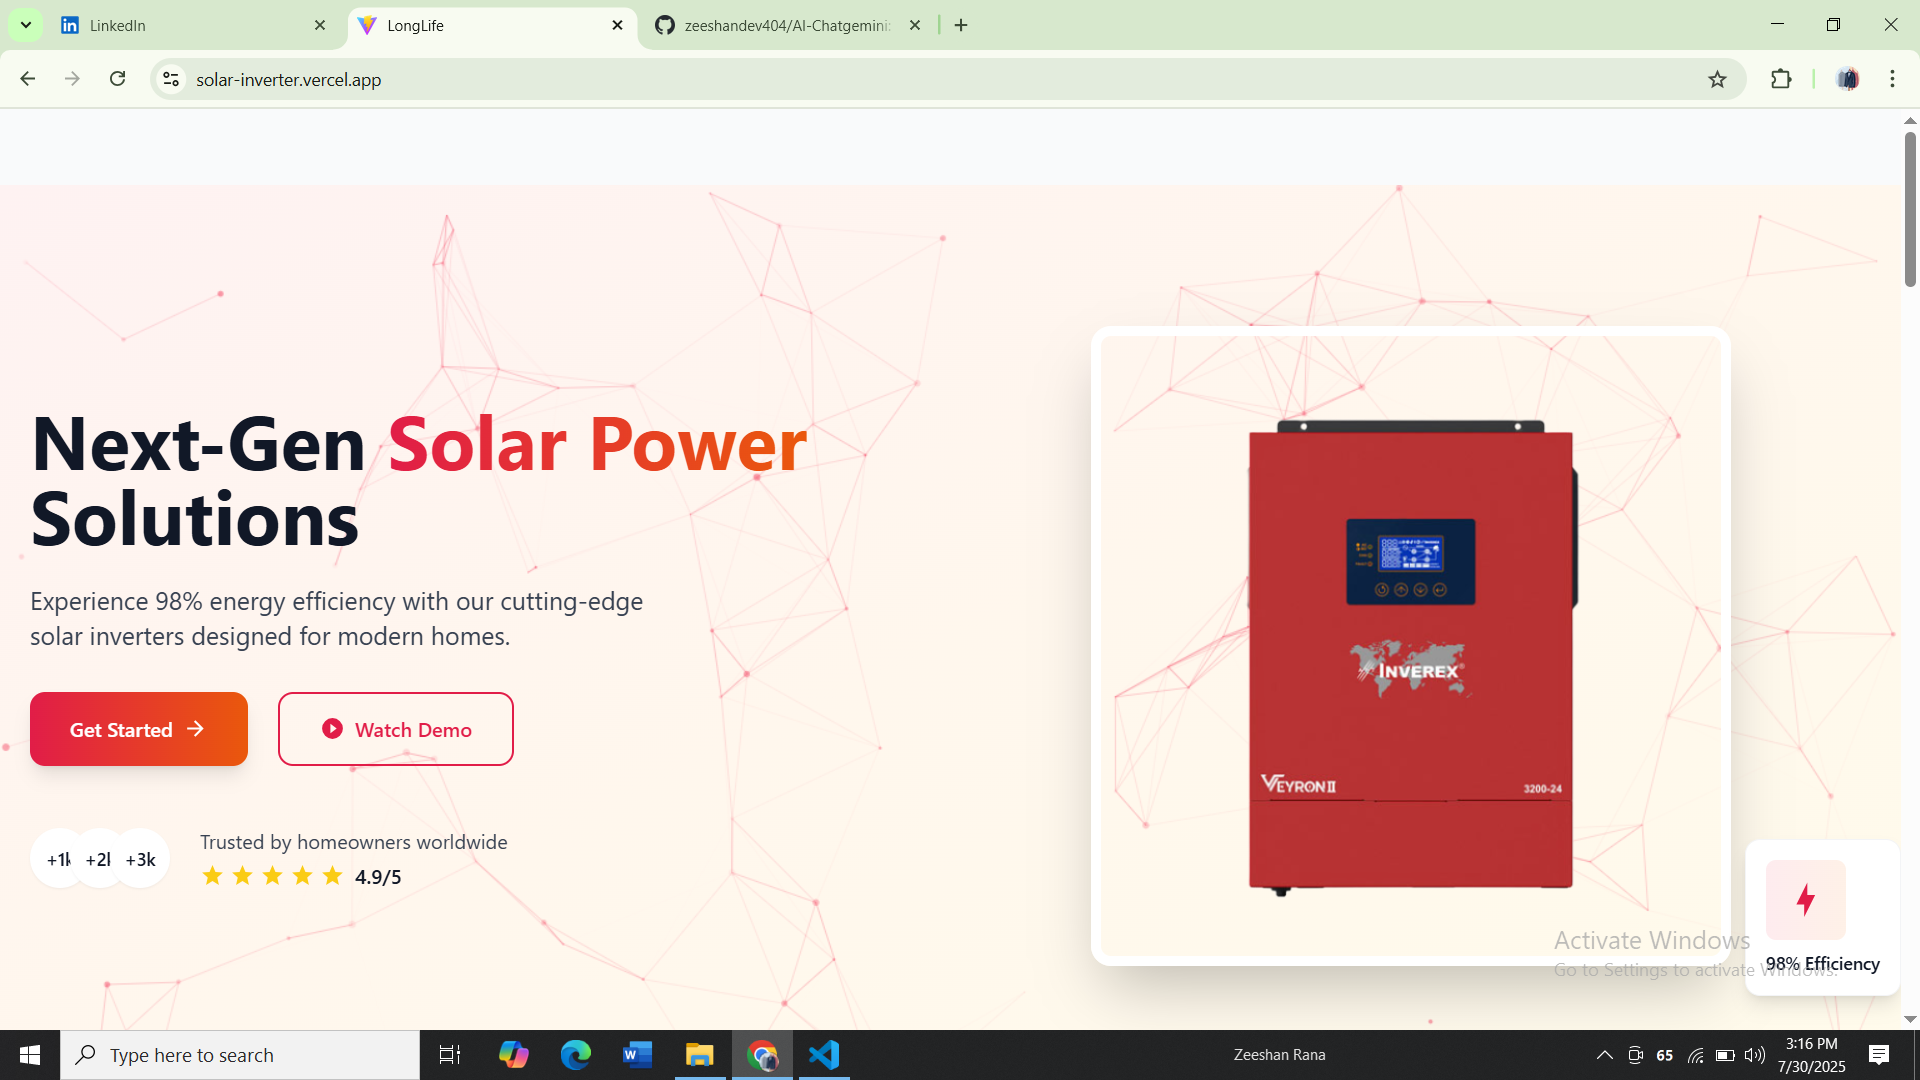 LinkedIn
LongLife
zeeshandev404/AI-Chatgemini
solar-inverter.vercel.app
Next-Gen Solar Power
Solutions
Experience 98% energy efficiency with our cutting-edge
solar inverters designed for modern homes.
Get Started
Watch Demo
+1k +2k +3k
Trusted by homeowners worldwide
4.9/5
INVEREX
VEYRON II
3200-24
98% Efficiency
Activate Windows
Go to Settings to activate Windows.
Type here to search
Zeeshan Rana
65
3:16 PM
7/30/2025